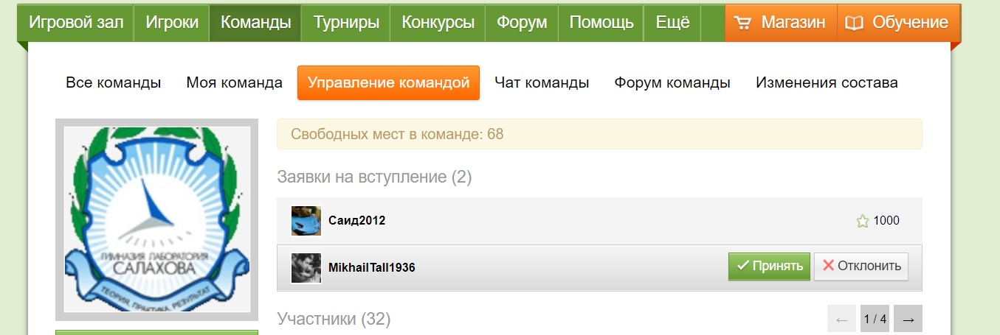 Игровой зал Игроки Команды Турниры Конкурсы Форум Помощь Ещё Магазин Обучение
Все команды Моя команда Управление командой Чат команды Форум команды Изменения состава
Свободных мест в команде: 68
Заявки на вступление (2)
Саид2012 1000
MikhailTall1936 Принять Отклонить
ГИМНАЗИЯ ЛАБОРАТОРИЯ
САЛАХОВА
ТЕОРИЯ, ПРАКТИКА, РЕЗУЛЬТАТ
Участники (32) ← 1 / 4 →